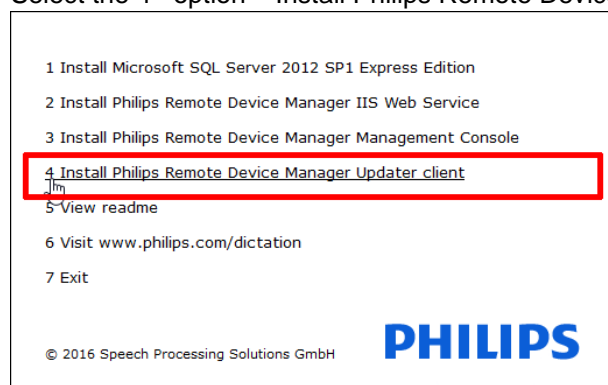 1 Install Microsoft SQL Server 2012 SP1 Express Edition
2 Install Philips Remote Device Manager IIS Web Service
3 Install Philips Remote Device Manager Management Console
4 Install Philips Remote Device Manager Updater client
5 View readme
6 Visit www.philips.com/dictation
7 Exit
© 2016 Speech Processing Solutions GmbH
PHILIPS